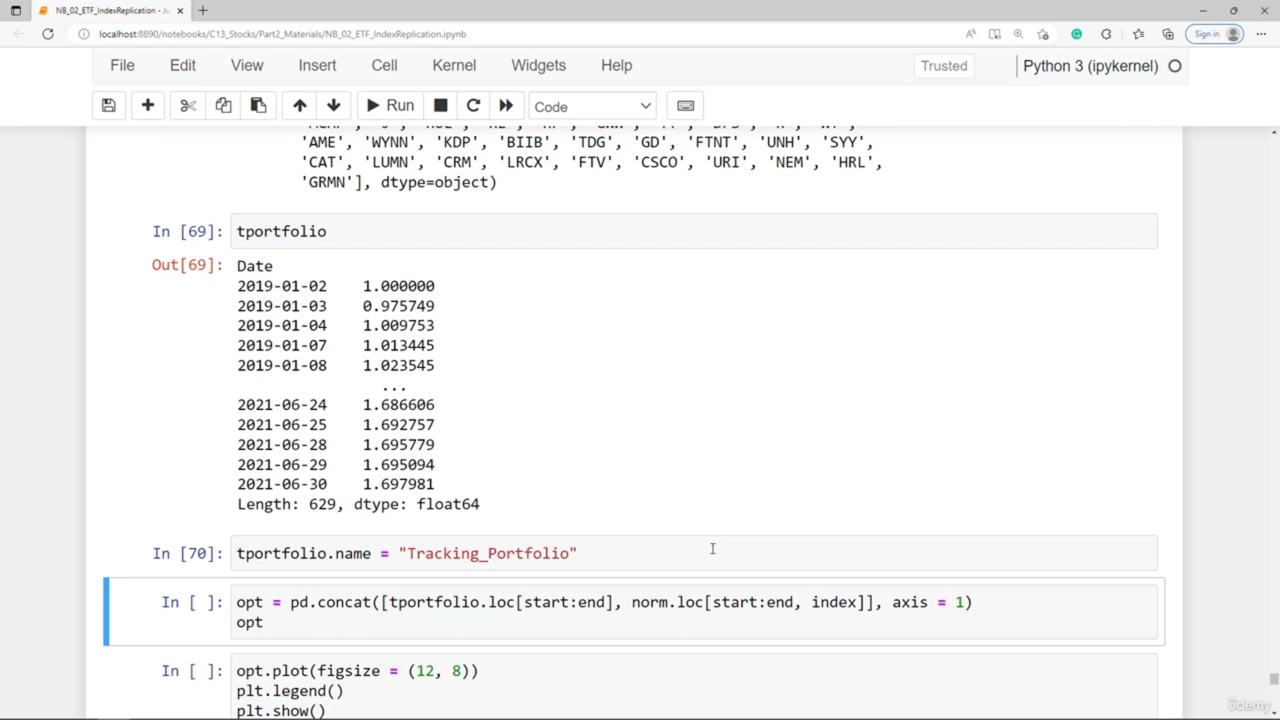 NB_02_ETF_IndexReplication - Ju
localhost:8890/notebooks/C13_Stocks/Part2_Materials/NB_02_ETF_IndexReplication.ipynb
Sign in
File Edit View Insert Cell Kernel Widgets Help
Trusted
Python 3 (ipykernel)
Run
Code
'AME', 'WYNN', 'KDP', 'BIIB', 'TDG', 'GD', 'FTNT', 'UNH', 'SYY',
'CAT', 'LUMN', 'CRM', 'LRCX', 'FTV', 'CSCO', 'URI', 'NEM', 'HRL',
'GRMN'], dtype=object)
In [69]: tportfolio
Out[69]: Date
2019-01-02 1.000000
2019-01-03 0.975749
2019-01-04 1.009753
2019-01-07 1.013445
2019-01-08 1.023545
...
2021-06-24 1.686606
2021-06-25 1.692757
2021-06-28 1.695779
2021-06-29 1.695094
2021-06-30 1.697981
Length: 629, dtype: float64
In [70]: tportfolio.name = "Tracking_Portfolio"
In [ ]: opt = pd.concat([tportfolio.loc[start:end], norm.loc[start:end, index]], axis = 1)
opt
In [ ]: opt.plot(figsize = (12, 8))
plt.legend()
plt.show()
ûdemy